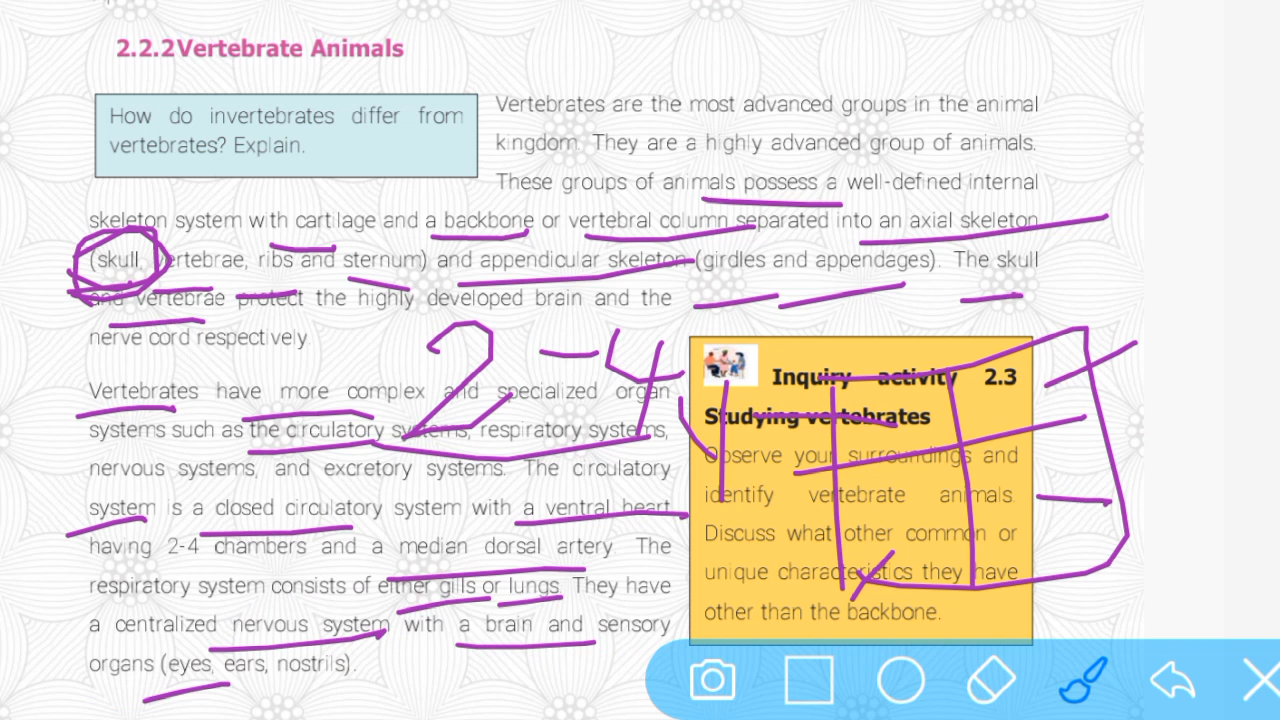 2.2.2Vertebrate Animals
How do invertebrates differ from
vertebrates? Explain.
Vertebrates are the most advanced groups in the animal
kingdom. They are a highly advanced group of animals.
These groups of animals possess a well-defined internal
skeleton system with cartilage and a backbone or vertebral column separated into an axial skeleton
(skull, vertebrae, ribs and sternum) and appendicular skeleton (girdles and appendages). The skull
and vertebrae protect the highly developed brain and the
nerve cord respectively.
Vertebrates have more complex and specialized organ
systems such as the circulatory systems, respiratory systems,
nervous systems, and excretory systems. The circulatory
system is a closed circulatory system with a ventral heart
having 2-4 chambers and a median dorsal artery. The
respiratory system consists of either gills or lungs. They have
a centralized nervous system with a brain and sensory
organs (eyes, ears, nostrils).
2-4
Inquiry activity 2.3
Studying vertebrates
Observe your surroundings and
identify vertebrate animals.
Discuss what other common or
unique characteristics they have
other than the backbone.